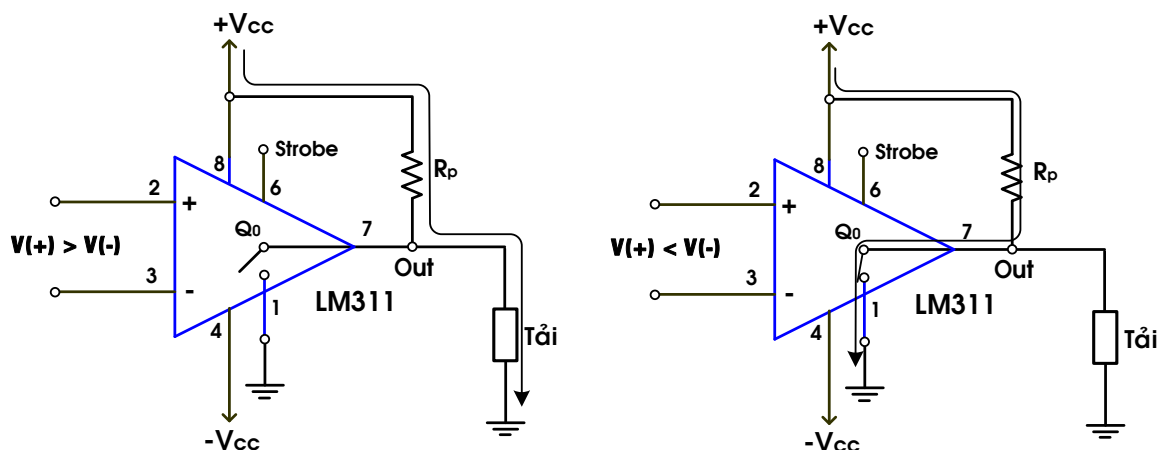 +Vcc
8
Strobe
6
Rp
2
+
V(+) > V(-)
Q0
7
Out
3
-
1
LM311
4
Tải
-Vcc
+Vcc
8
Strobe
6
Rp
2
+
V(+) < V(-)
Q0
7
Out
3
-
1
LM311
4
Tải
-Vcc